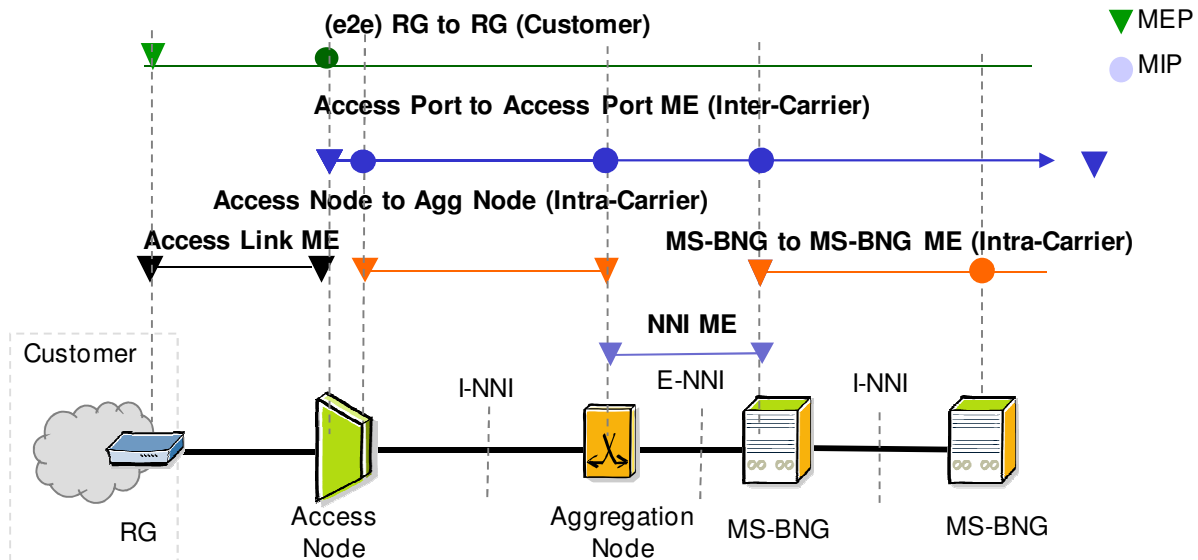 (e2e) RG to RG (Customer)
MEP
MIP
Access Port to Access Port ME (Inter-Carrier)
Access Node to Agg Node (Intra-Carrier)
Access Link ME
MS-BNG to MS-BNG ME (Intra-Carrier)
NNI ME
Customer
I-NNI
E-NNI
I-NNI
RG
Access
Node
Aggregation
Node
MS-BNG
MS-BNG